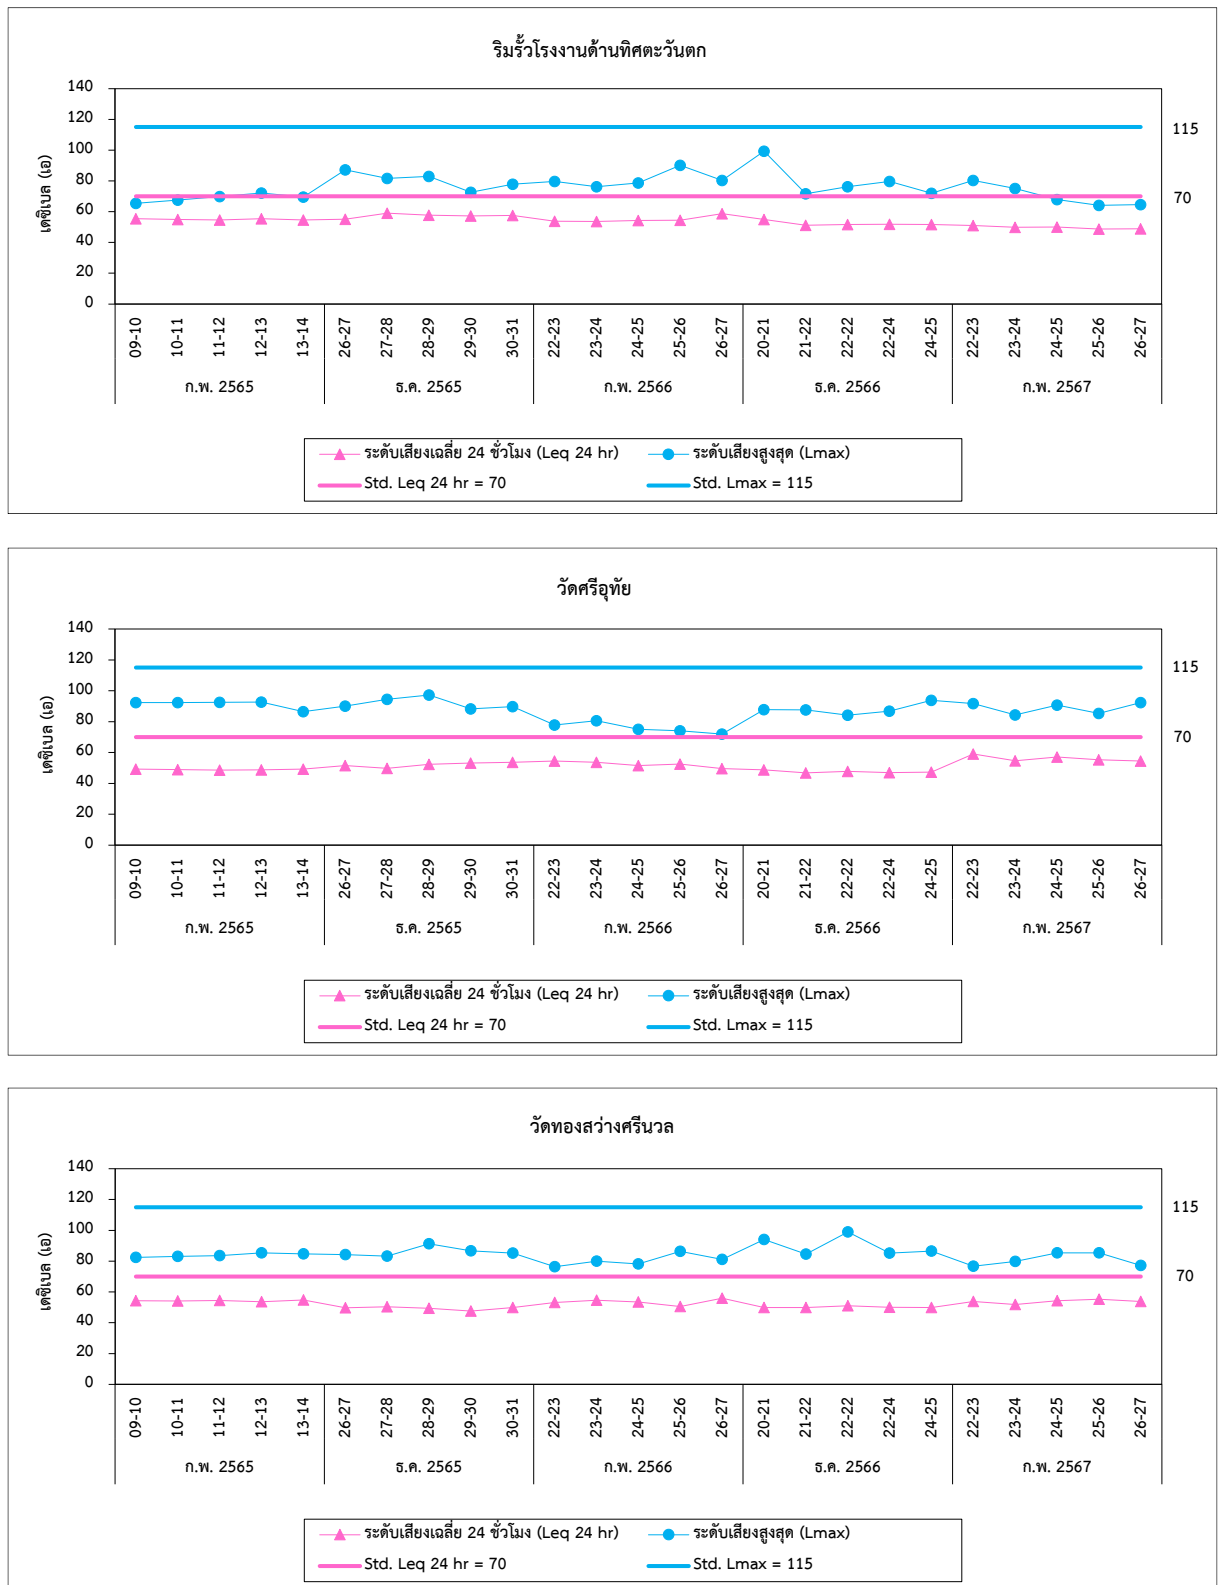 ริมรั้วโรงงานด้านทิศตะวันตก
140
120
100
80
60
40
20
0
เดซิเบล (เอ)
115
70
09-10 10-11 11-12 12-13 13-14 26-27 27-28 28-29 29-30 30-31 22-23 23-24 24-25 25-26 26-27 20-21 21-22 22-22 22-24 24-25 22-23 23-24 24-25 25-26 26-27
ก.พ. 2565 ธ.ค. 2565 ก.พ. 2566 ธ.ค. 2566 ก.พ. 2567
ระดับเสียงเฉลี่ย 24 ชั่วโมง (Leq 24 hr) ระดับเสียงสูงสุด (Lmax)
Std. Leq 24 hr = 70 Std. Lmax = 115
วัดศรีอุทัย
140
120
100
80
60
40
20
0
เดซิเบล (เอ)
115
70
09-10 10-11 11-12 12-13 13-14 26-27 27-28 28-29 29-30 30-31 22-23 23-24 24-25 25-26 26-27 20-21 21-22 22-22 22-24 24-25 22-23 23-24 24-25 25-26 26-27
ก.พ. 2565 ธ.ค. 2565 ก.พ. 2566 ธ.ค. 2566 ก.พ. 2567
ระดับเสียงเฉลี่ย 24 ชั่วโมง (Leq 24 hr) ระดับเสียงสูงสุด (Lmax)
Std. Leq 24 hr = 70 Std. Lmax = 115
วัดทองสว่างศรีนวล
140
120
100
80
60
40
20
0
เดซิเบล (เอ)
115
70
09-10 10-11 11-12 12-13 13-14 26-27 27-28 28-29 29-30 30-31 22-23 23-24 24-25 25-26 26-27 20-21 21-22 22-22 22-24 24-25 22-23 23-24 24-25 25-26 26-27
ก.พ. 2565 ธ.ค. 2565 ก.พ. 2566 ธ.ค. 2566 ก.พ. 2567
ระดับเสียงเฉลี่ย 24 ชั่วโมง (Leq 24 hr) ระดับเสียงสูงสุด (Lmax)
Std. Leq 24 hr = 70 Std. Lmax = 115